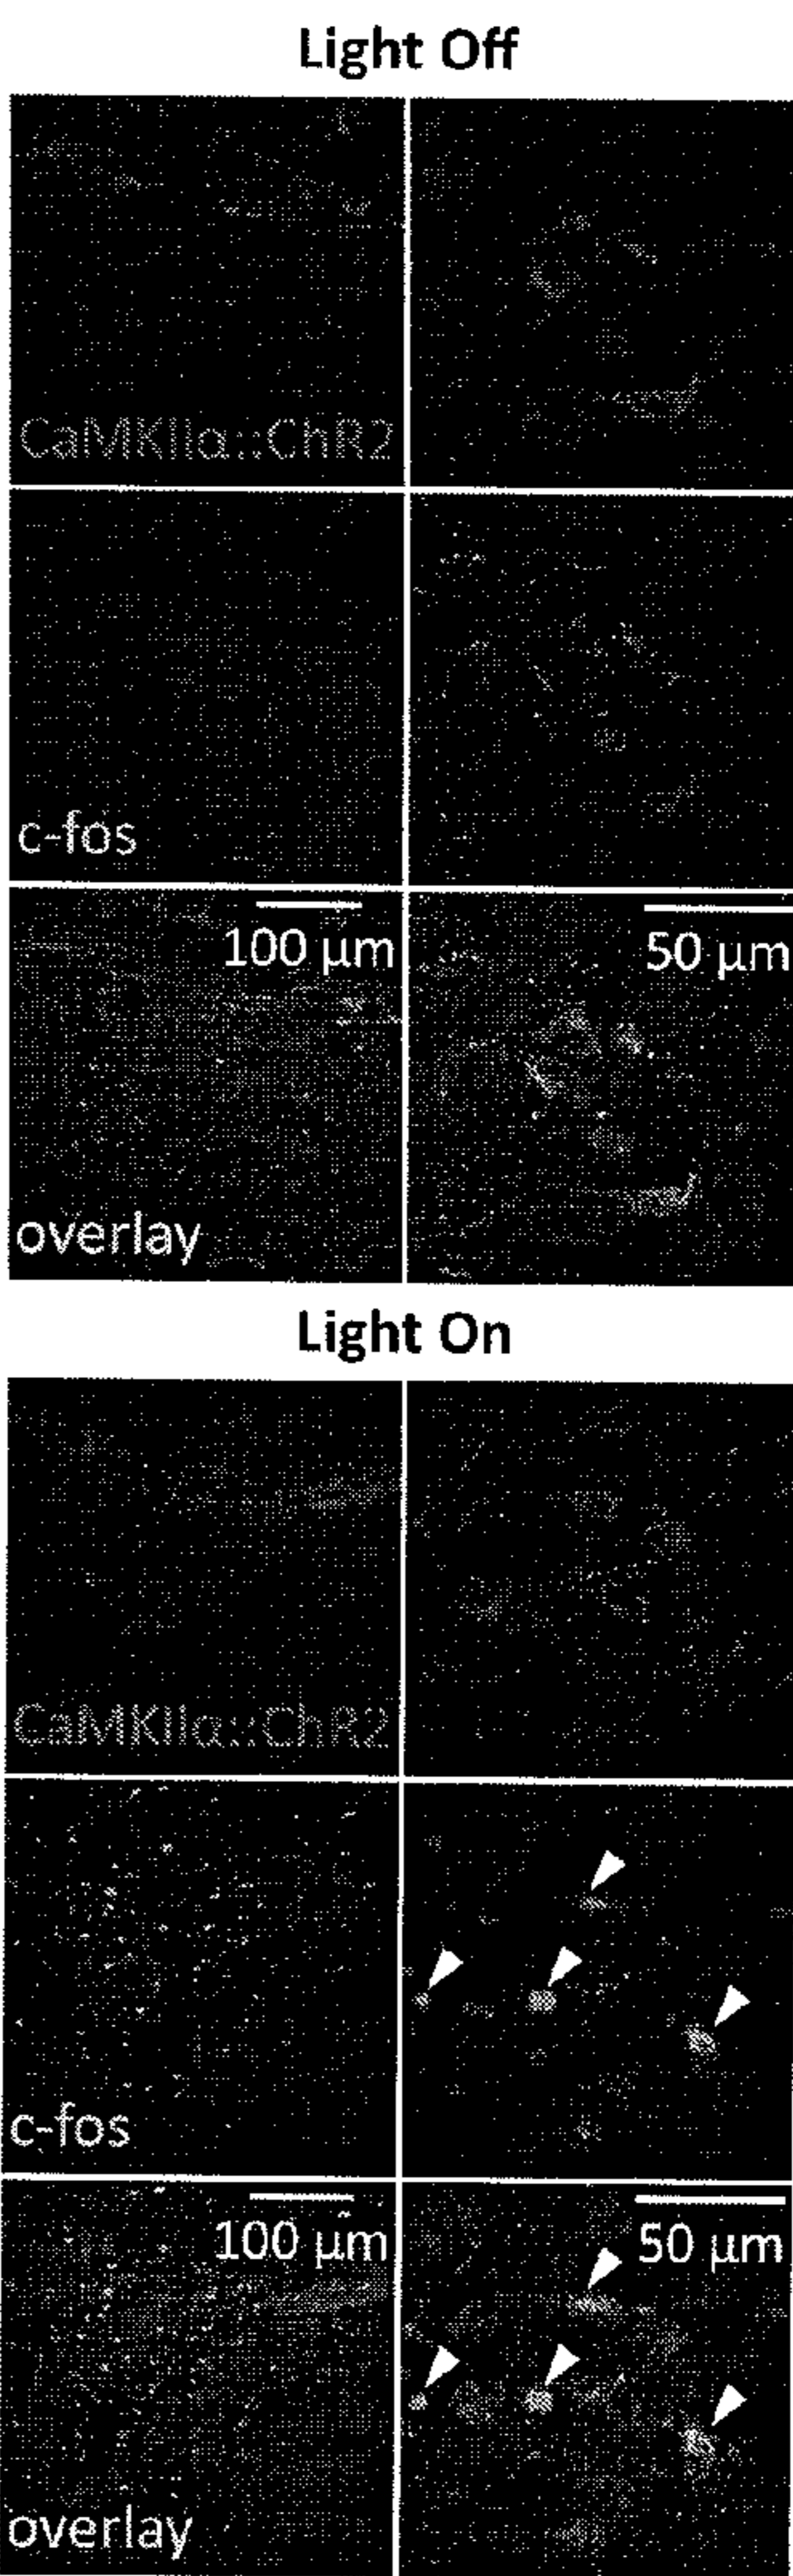 Light Off
CaMKIIα::ChR2
c-fos
100 μm
50 μm
overlay
Light On
CaMKIIα::ChR2
c-fos
100 μm
50 μm
overlay